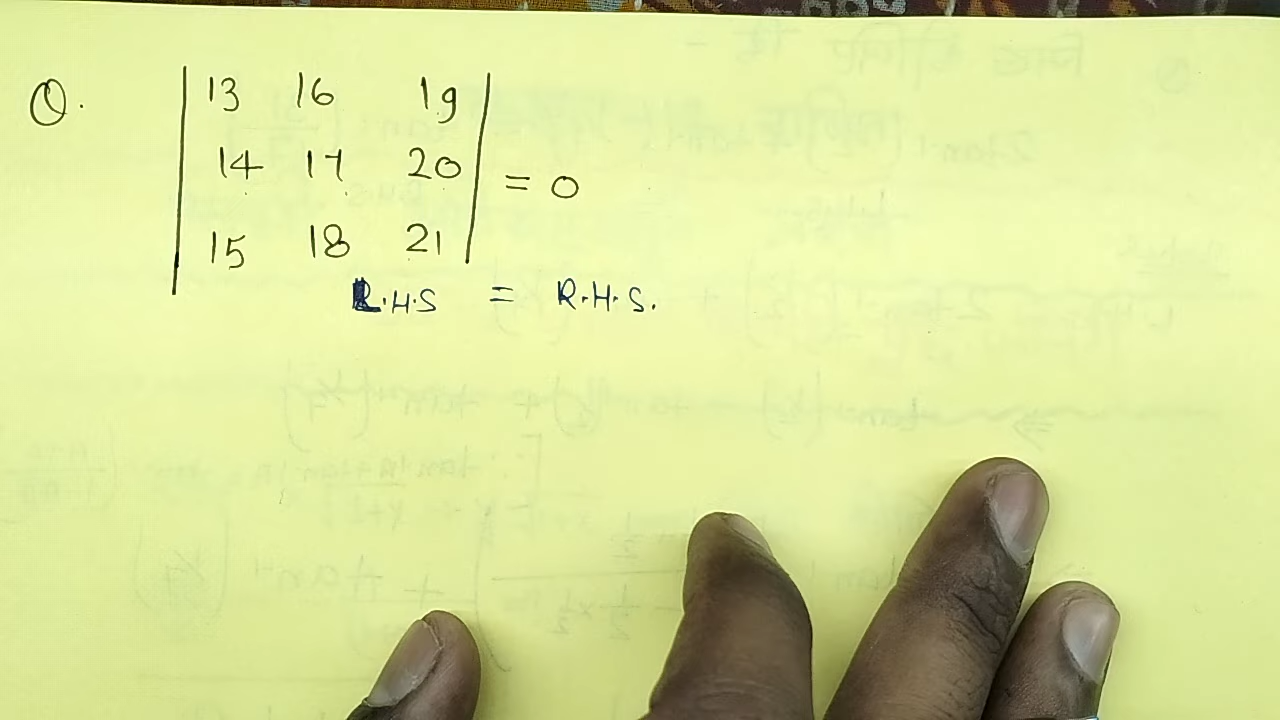 Q. | 13 16 19 |
| 14 17 20 | = 0
| 15 18 21 |
L.H.S = R.H.S.